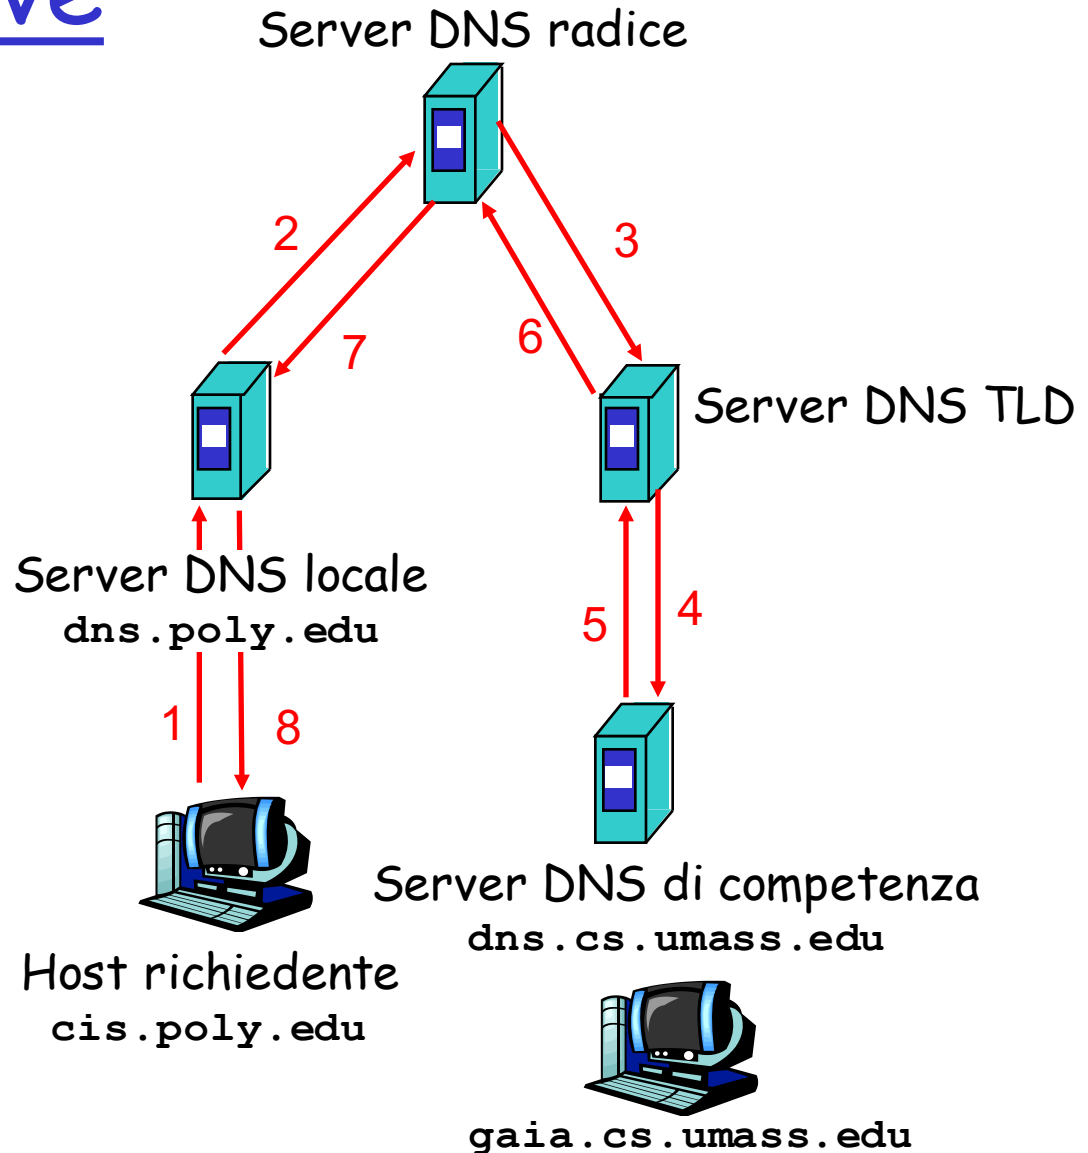 ve
Server DNS radice
2
3
7
6
Server DNS TLD
Server DNS locale
dns.poly.edu
5
4
1
8
Server DNS di competenza
dns.cs.umass.edu
Host richiedente
cis.poly.edu
gaia.cs.umass.edu